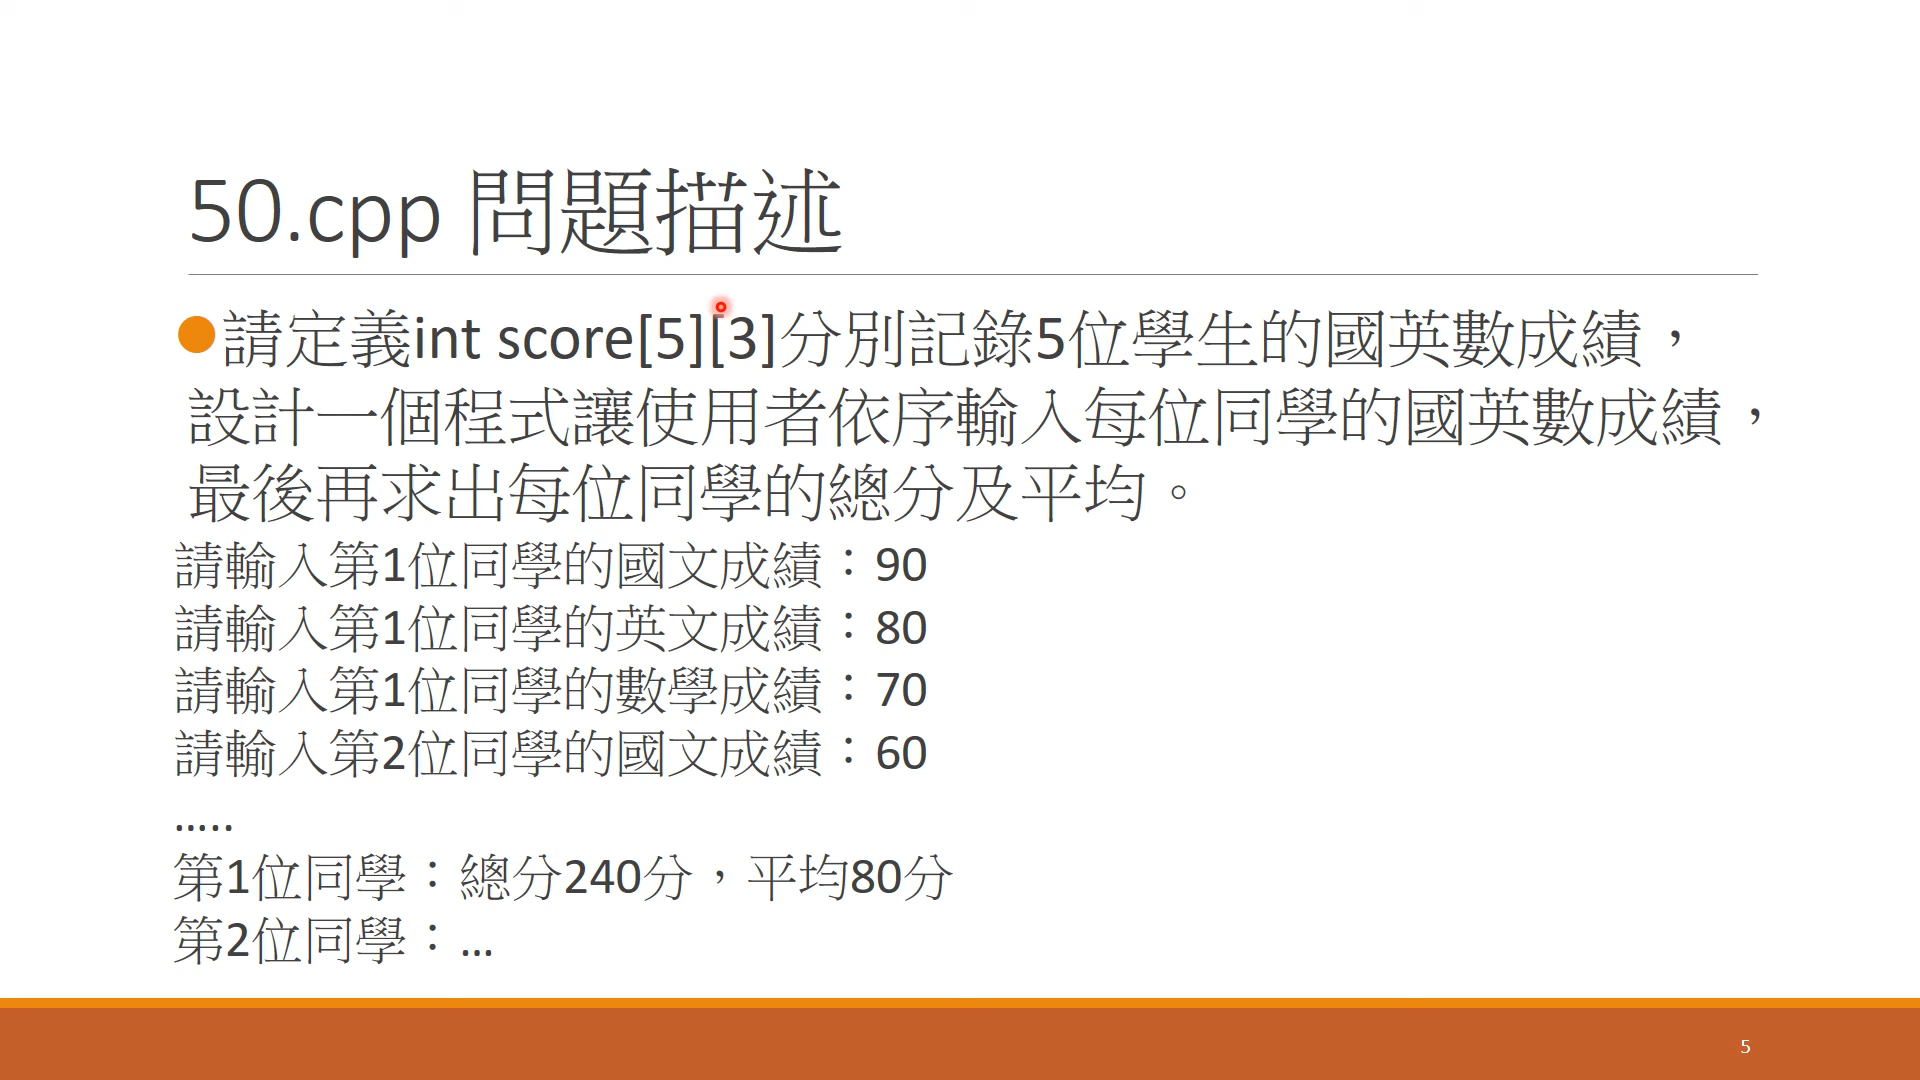 50.cpp 問題描述
請定義int score[5][3]分別記錄5位學生的國英數成績，
設計一個程式讓使用者依序輸入每位同學的國英數成績，
最後再求出每位同學的總分及平均。
請輸入第1位同學的國文成績：90
請輸入第1位同學的英文成績：80
請輸入第1位同學的數學成績：70
請輸入第2位同學的國文成績：60
.....
第1位同學：總分240分，平均80分
第2位同學：...
5